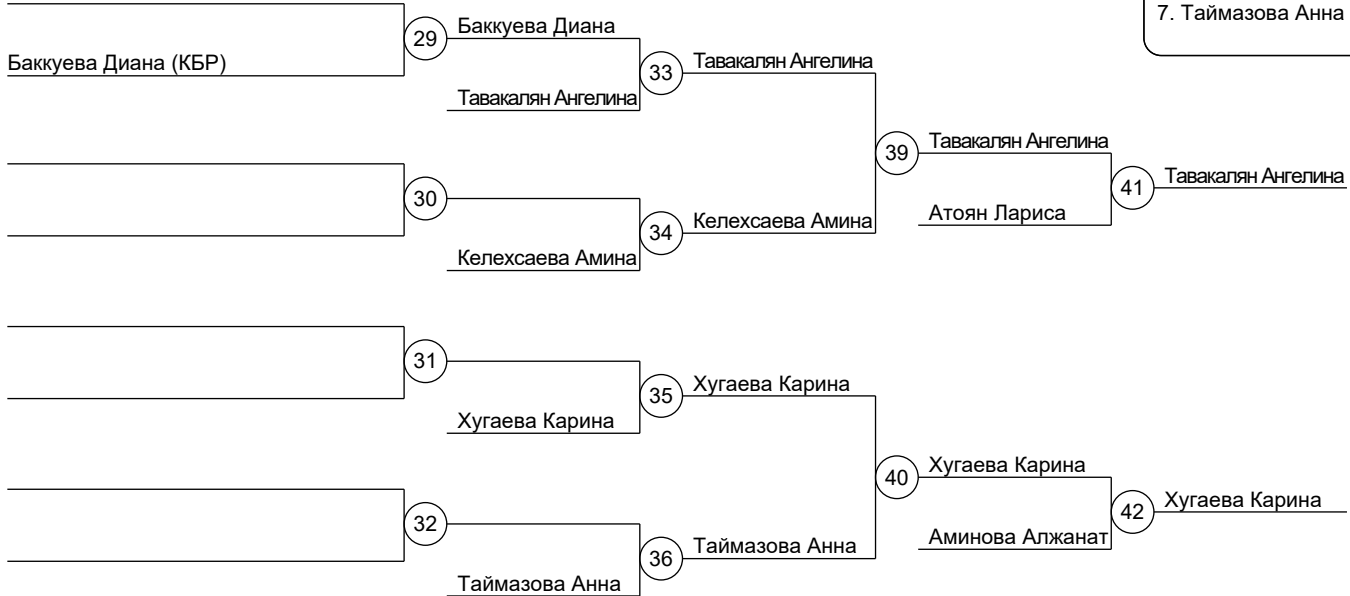 7. Таймазова Анна
29
Баккуева Диана
Баккуева Диана (КБР)
33
Тавакалян Ангелина
Тавакалян Ангелина
39
Тавакалян Ангелина
41
Тавакалян Ангелина
30
Атоян Лариса
34
Келехсаева Амина
Келехсаева Амина
31
35
Хугаева Карина
Хугаева Карина
40
Хугаева Карина
42
Хугаева Карина
32
Аминова Алжанат
36
Таймазова Анна
Таймазова Анна